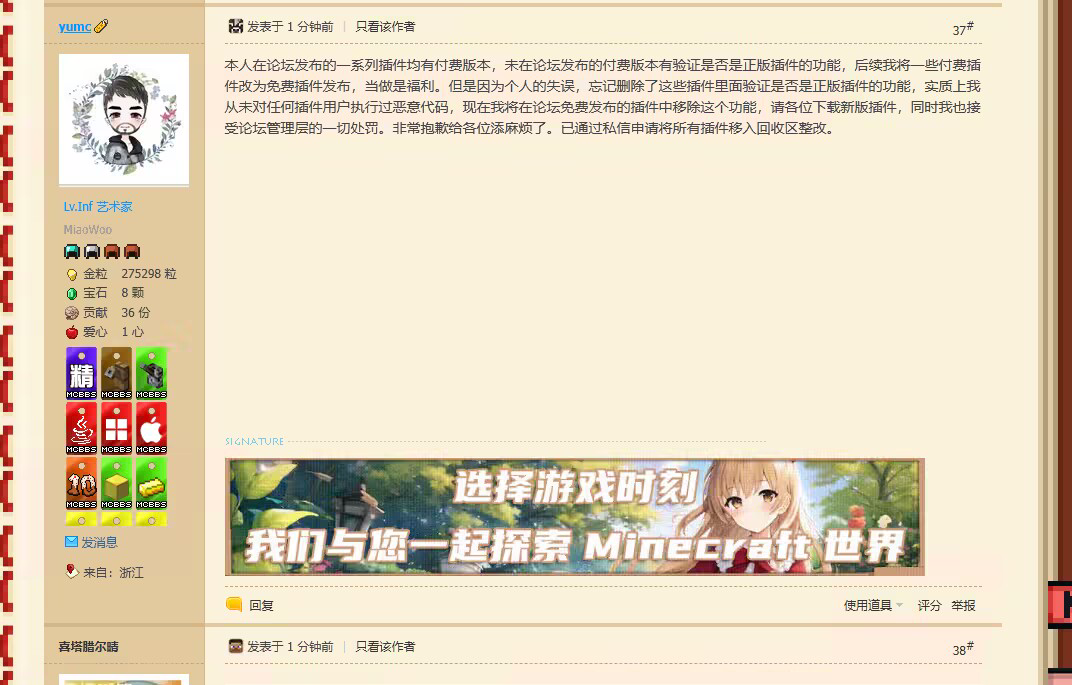 yumc
发表于 1 分钟前 | 只看该作者
37#
本人在论坛发布的一系列插件均有付费版本，未在论坛发布的付费版本有验证是否是正版插件的功能，后续我将一些付费插
件改为免费插件发布，当做是福利。但是因为个人的失误，忘记删除了这些插件里面验证是否是正版插件的功能，实质上我
从未对任何插件用户执行过恶意代码，现在我将在论坛免费发布的插件中移除这个功能，请各位下载新版插件，同时我也接
受论坛管理层的一切处罚。非常抱歉给各位添麻烦了。已通过私信申请将所有插件移入回收区整改。
Lv.Inf 艺术家
MiaoWoo
金粒 275298 粒
宝石 8 颗
贡献 36 份
爱心 1 心
精
MCBBS MCBBS MCBBS
MCBBS MCBBS MCBBS
10
MCBBS MCBBS MCBBS
发消息
来自：浙江
SIGNATURE
选择游戏时刻
我们与您一起探索 Minecraft 世界
回复
使用道具 评分 举报
喜塔腊尔晴
发表于 1 分钟前 | 只看该作者
38#